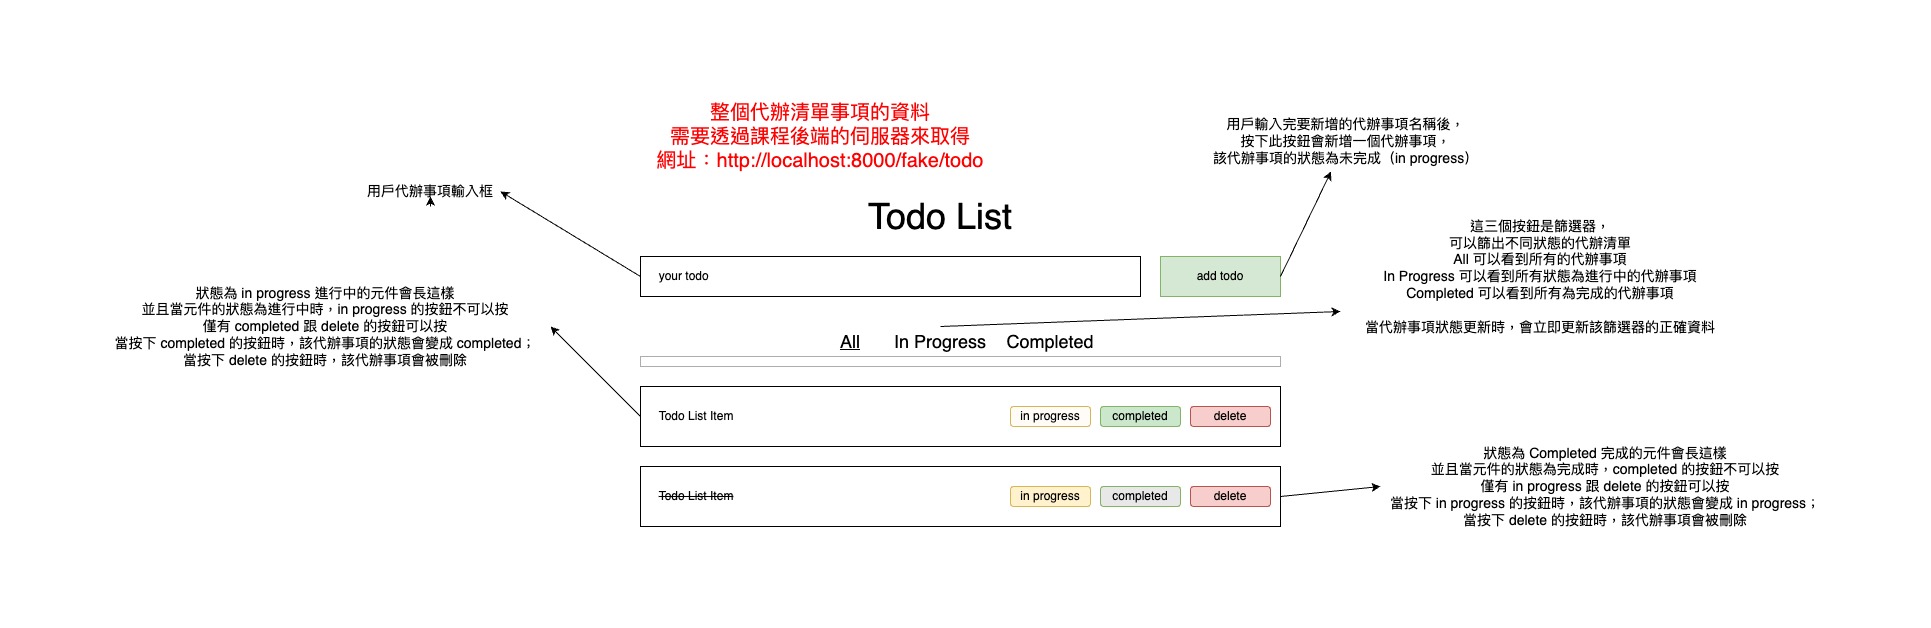 整個代辦清單事項的資料
需要透過課程後端的伺服器來取得
網址：http://localhost:8000/fake/todo
用戶輸入完要新增的代辦事項名稱後，
按下此按鈕會新增一個代辦事項，
該代辦事項的狀態為未完成（in progress）
用戶代辦事項輸入框
Todo List
your todo
add todo
這三個按鈕是篩選器，
可以篩出不同狀態的代辦清單
All 可以看到所有的代辦事項
In Progress 可以看到所有狀態為進行中的代辦事項
Completed 可以看到所有為完成的代辦事項
當代辦事項狀態更新時，會立即更新該篩選器的正確資料
狀態為 in progress 進行中的元件會長這樣
並且當元件的狀態為進行中時，in progress 的按鈕不可以按
僅有 completed 跟 delete 的按鈕可以按
當按下 completed 的按鈕時，該代辦事項的狀態會變成 completed；
當按下 delete 的按鈕時，該代辦事項會被刪除
All In Progress Completed
Todo List Item in progress completed delete
Todo List Item in progress completed delete
狀態為 Completed 完成的元件會長這樣
並且當元件的狀態為完成時，completed 的按鈕不可以按
僅有 in progress 跟 delete 的按鈕可以按
當按下 in progress 的按鈕時，該代辦事項的狀態會變成 in progress；
當按下 delete 的按鈕時，該代辦事項會被刪除